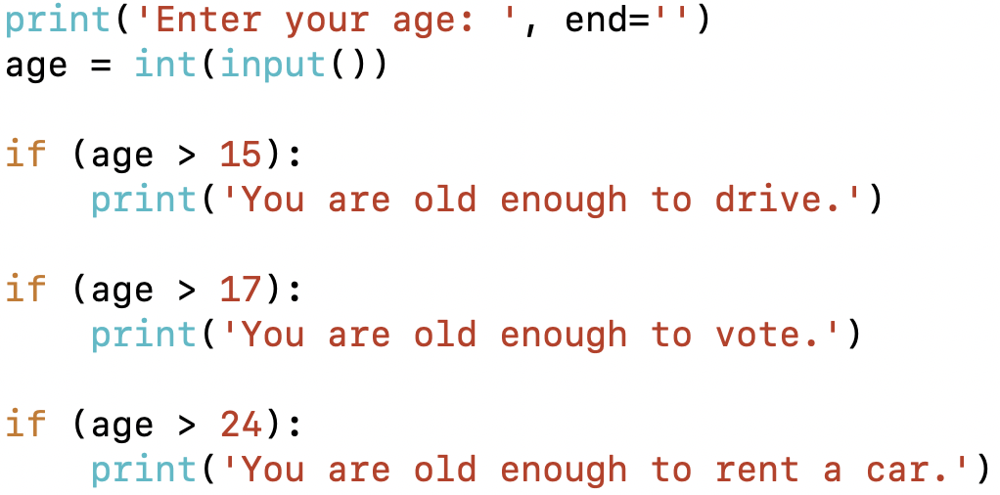 print('Enter your age: ', end='')
age = int(input())
if (age > 15):
    print('You are old enough to drive.')
if (age > 17):
    print('You are old enough to vote.')
if (age > 24):
    print('You are old enough to rent a car.')